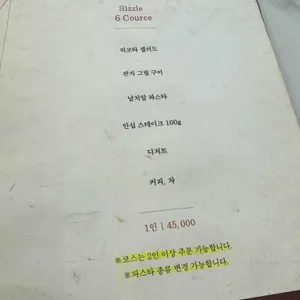 Sizzle
6 Cource
리코타 샐러드
관자 그릴 구이
날치알 파스타
안심 스테이크 100g
디저트
커피, 차
1인 | 45,000
※코스는 2인 이상 주문 가능합니다.
※파스타 종류 변경 가능합니다.